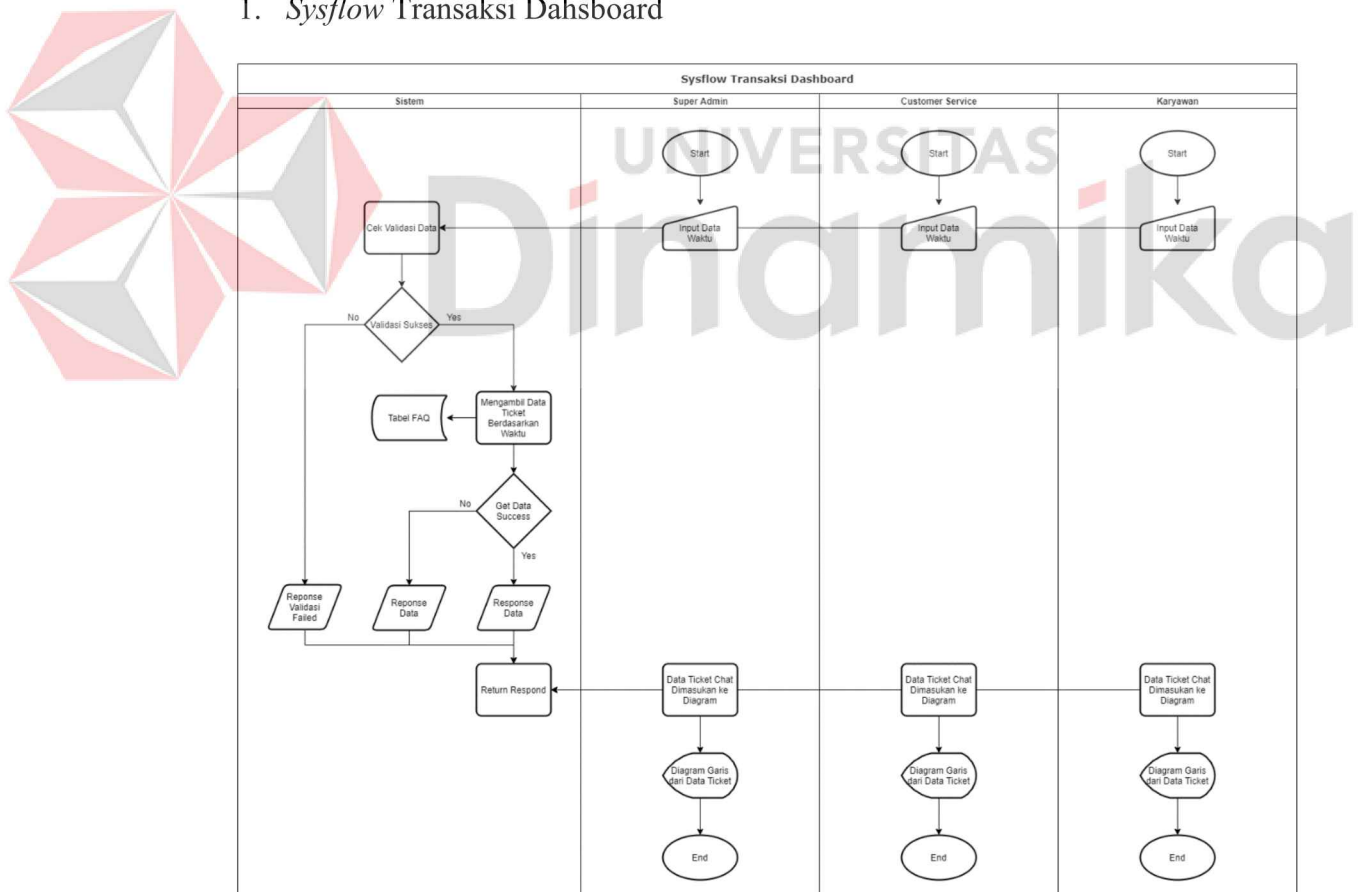 1. Sysflow Transaksi Dahsboard
UNIVERSITAS
Dinamika
Sysflow Transaksi Dashboard
Sistem
Super Admin
Customer Service
Karyawan
Start
Start
Start
Cek Validasi Data
Input Data
Waktu
Input Data
Waktu
Input Data
Waktu
No
Validasi Sukses
Yes
Tabel FAQ
Mengambil Data
Ticket
Berdasarkan
Waktu
No
Get Data
Success
Yes
Reponse
Validasi
Failed
Reponse
Data
Response
Data
Return Respond
Data Ticket Chat
Dimasukan ke
Diagram
Data Ticket Chat
Dimasukan ke
Diagram
Data Ticket Chat
Dimasukan ke
Diagram
Diagram Garis
dari Data Ticket
Diagram Garis
dari Data Ticket
Diagram Garis
dari Data Ticket
End
End
End